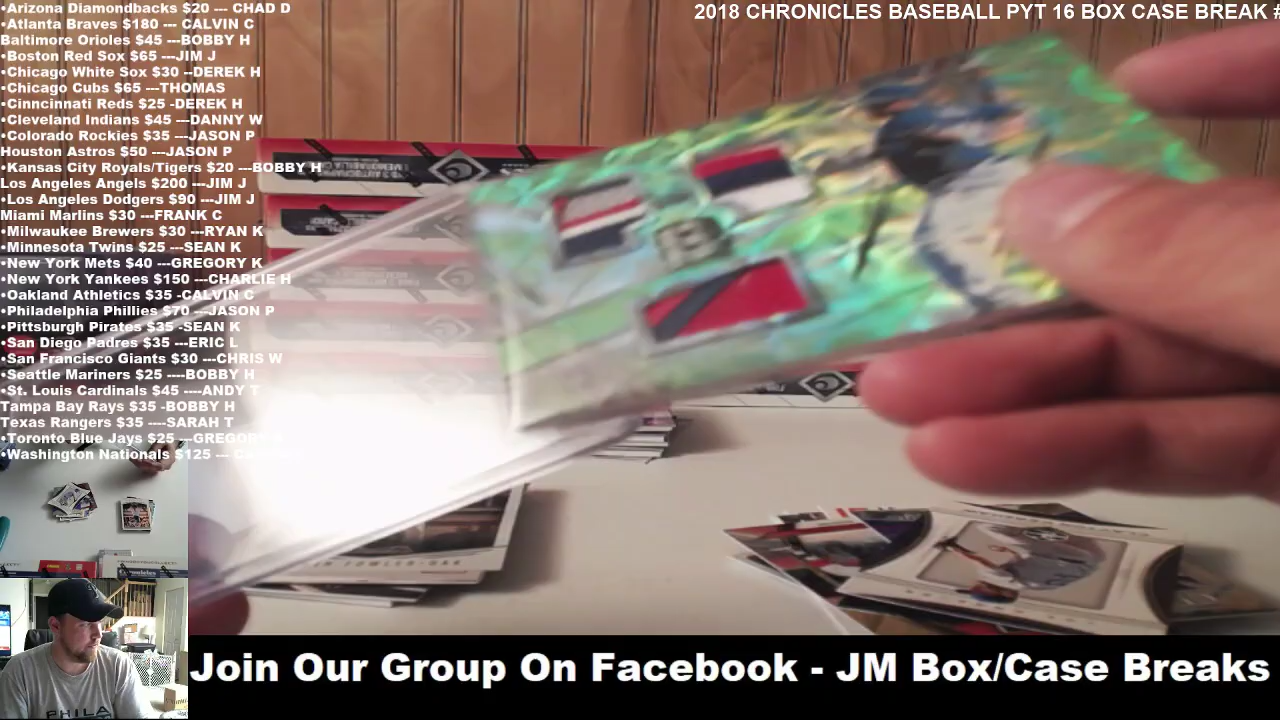 •Arizona Diamondbacks $20 --- CHAD D
2018 CHRONICLES BASEBALL PYT 16 BOX CASE BREAK #
•Atlanta Braves $180 --- CALVIN C
Baltimore Orioles $45 ---BOBBY H
•Boston Red Sox $65 ---JIM J
•Chicago White Sox $30 --DEREK H
•Chicago Cubs $65 ---THOMAS
•Cinncinnati Reds $25 -DEREK H
•Cleveland Indians $45 ---DANNY W
•Colorado Rockies $35 ---JASON P
Houston Astros $50 ---JASON P
•Kansas City Royals/Tigers $20 ---BOBBY H
Los Angeles Angels $200 ---JIM J
•Los Angeles Dodgers $90 ---JIM J
Miami Marlins $30 ---FRANK C
•Milwaukee Brewers $30 ---RYAN K
•Minnesota Twins $25 ---SEAN K
•New York Mets $40 ---GREGORY K
•New York Yankees $150 ---CHARLIE H
•Oakland Athletics $35 -CALVIN C
•Philadelphia Phillies $70 ---JASON P
•Pittsburgh Pirates $35 -SEAN K
•San Diego Padres $35 ---ERIC L
•San Francisco Giants $30 ---CHRIS W
•Seattle Mariners $25 ----BOBBY H
•St. Louis Cardinals $45 ----ANDY T
Tampa Bay Rays $35 -BOBBY H
Texas Rangers $35 ----SARAH T
•Toronto Blue Jays $25 ---GREGORY
•Washington Nationals $125 ---
Join Our Group On Facebook - JM Box/Case Breaks